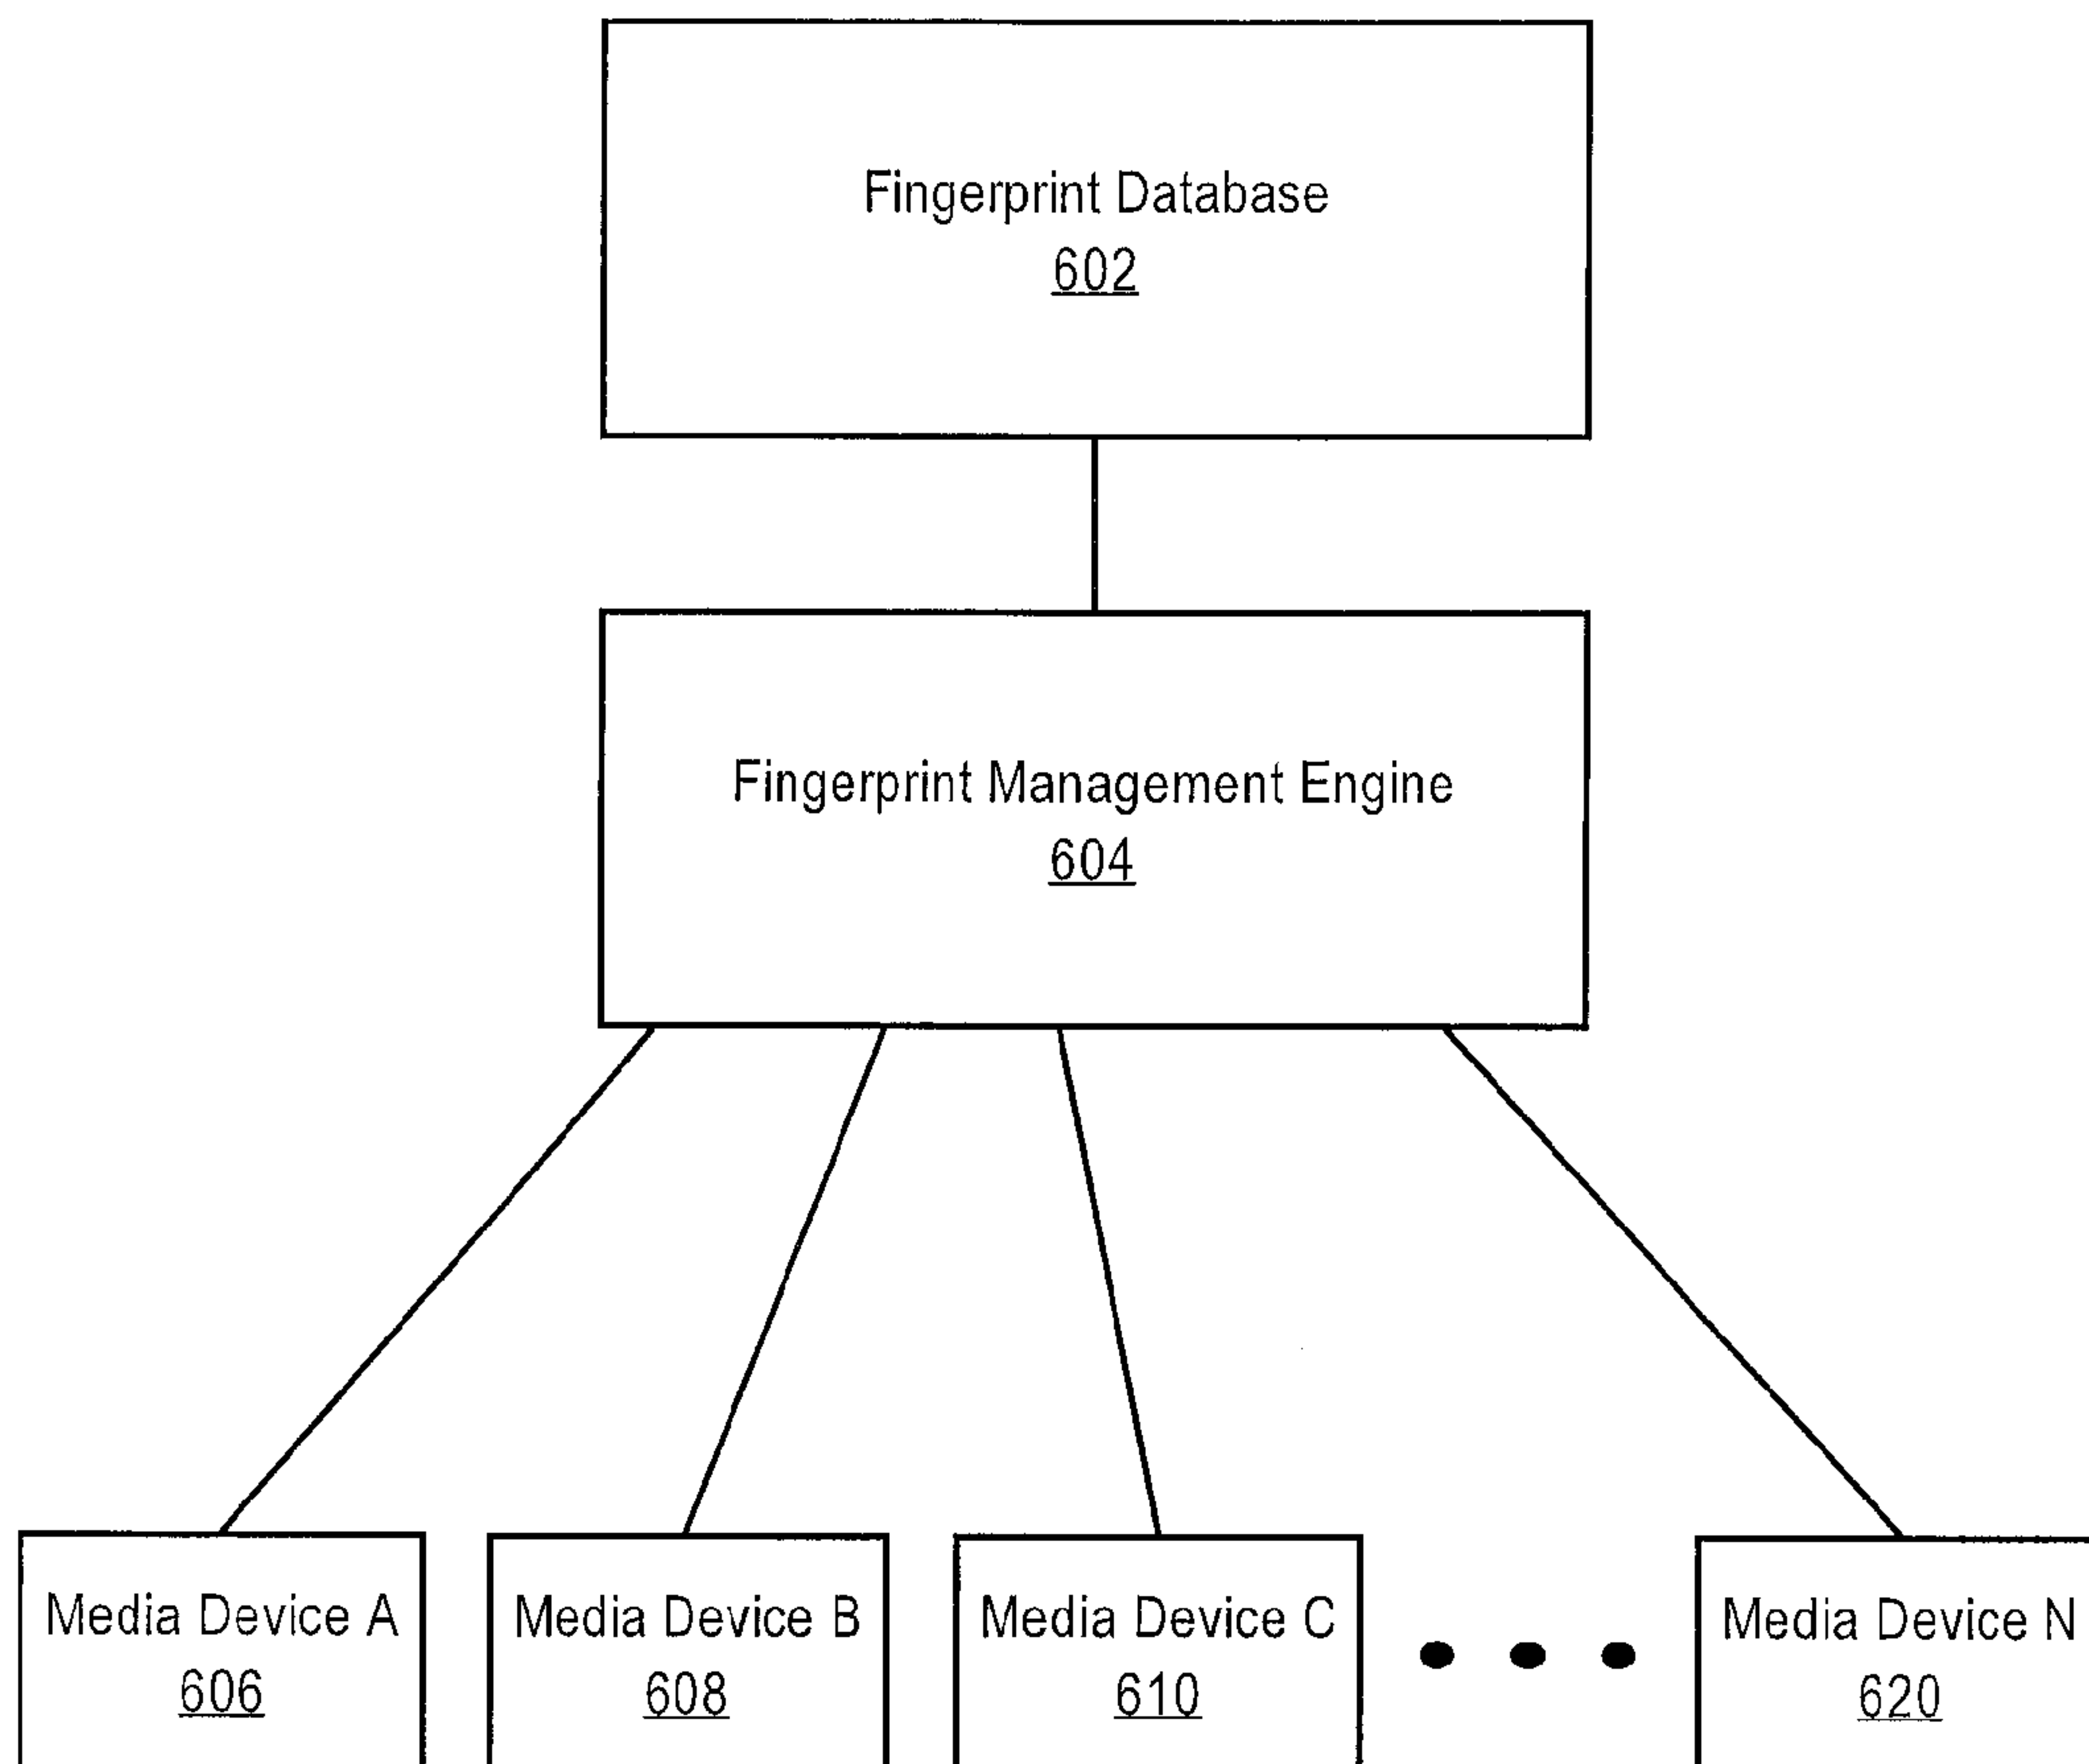 Fingerprint Database
602
Fingerprint Management Engine
604
Media Device A
606
Media Device B
608
Media Device C
610
Media Device N
620